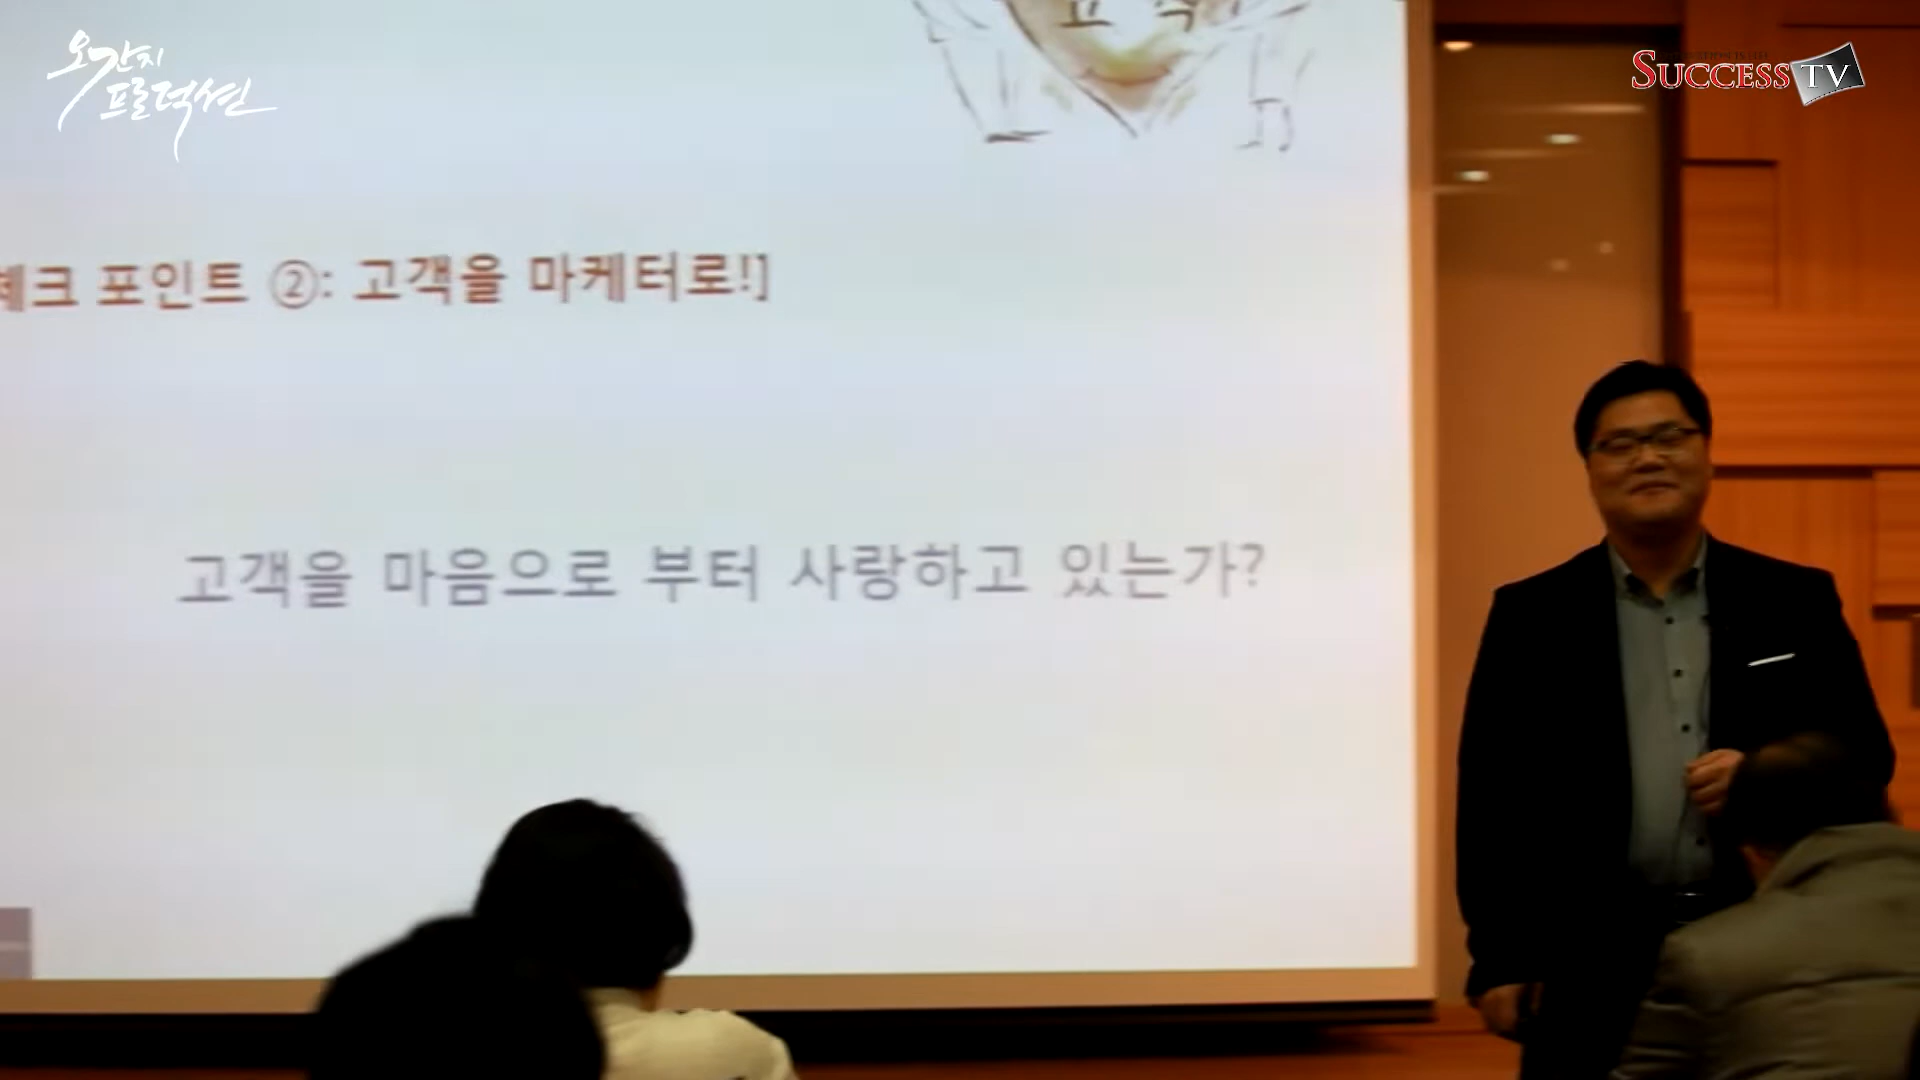 오간지
프로덕션
SUCCESS TV
고객
체크 포인트 ②: 고객을 마케터로!]
고객을 마음으로 부터 사랑하고 있는가?